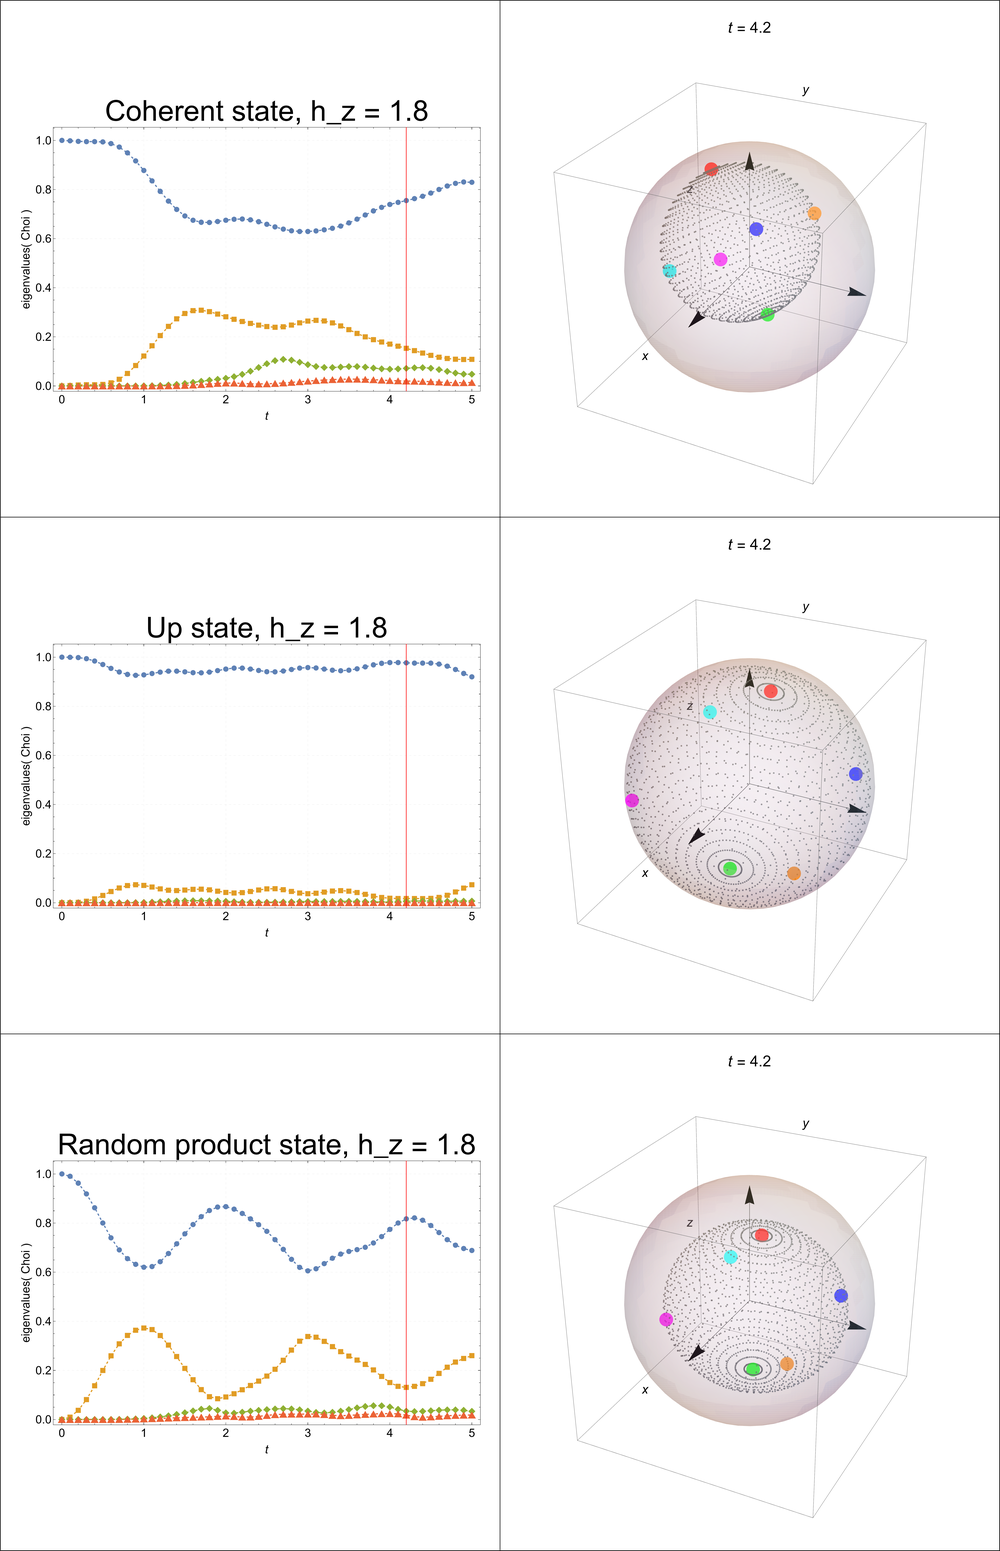 t = 4.2
Coherent state, h_z = 1.8
eigenvalues( Choi )
1.0
0.8
0.6
0.4
0.2
0.0
0 1 2 3 4 5
t
y
z
x
t = 4.2
Up state, h_z = 1.8
eigenvalues( Choi )
1.0
0.8
0.6
0.4
0.2
0.0
0 1 2 3 4 5
t
y
z
x
t = 4.2
Random product state, h_z = 1.8
eigenvalues( Choi )
1.0
0.8
0.6
0.4
0.2
0.0
0 1 2 3 4 5
t
y
z
x